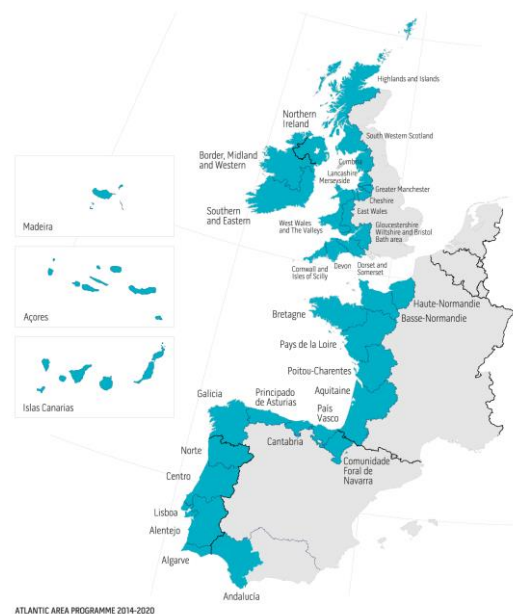 Highlands and Islands
Northern
Ireland
South Western Scotland
Border, Midland
and Western
Cumbria
Lancashire
Merseyside
Greater Manchester
Cheshire
East Wales
Southern
and Eastern
West Wales
and The Valleys
Gloucestershire
Wiltshire and Bristol
Bath area
Cornwall and
Isles of Scilly
Devon
Dorset and
Somerset
Madeira
Açores
Islas Canarias
Haute-Normandie
Basse-Normandie
Bretagne
Pays de la Loire
Poitou-Charentes
Aquitaine
País
Vasco
Principado
de Asturias
Galicia
Cantabria
Comunidade
Foral de
Navarra
Norte
Centro
Lisboa
Alentejo
Algarve
Andalucía
ATLANTIC AREA PROGRAMME 2014-2020